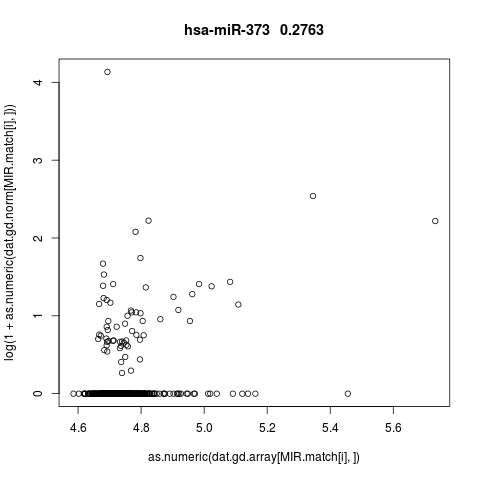 hsa-miR-373 0.2763
log(1 + as.numeric(dat.gd.norm[MIR.match[i], ]))
4
3
2
1
0
4.6 4.8 5.0 5.2 5.4 5.6
as.numeric(dat.gd.array[MIR.match[i], ])